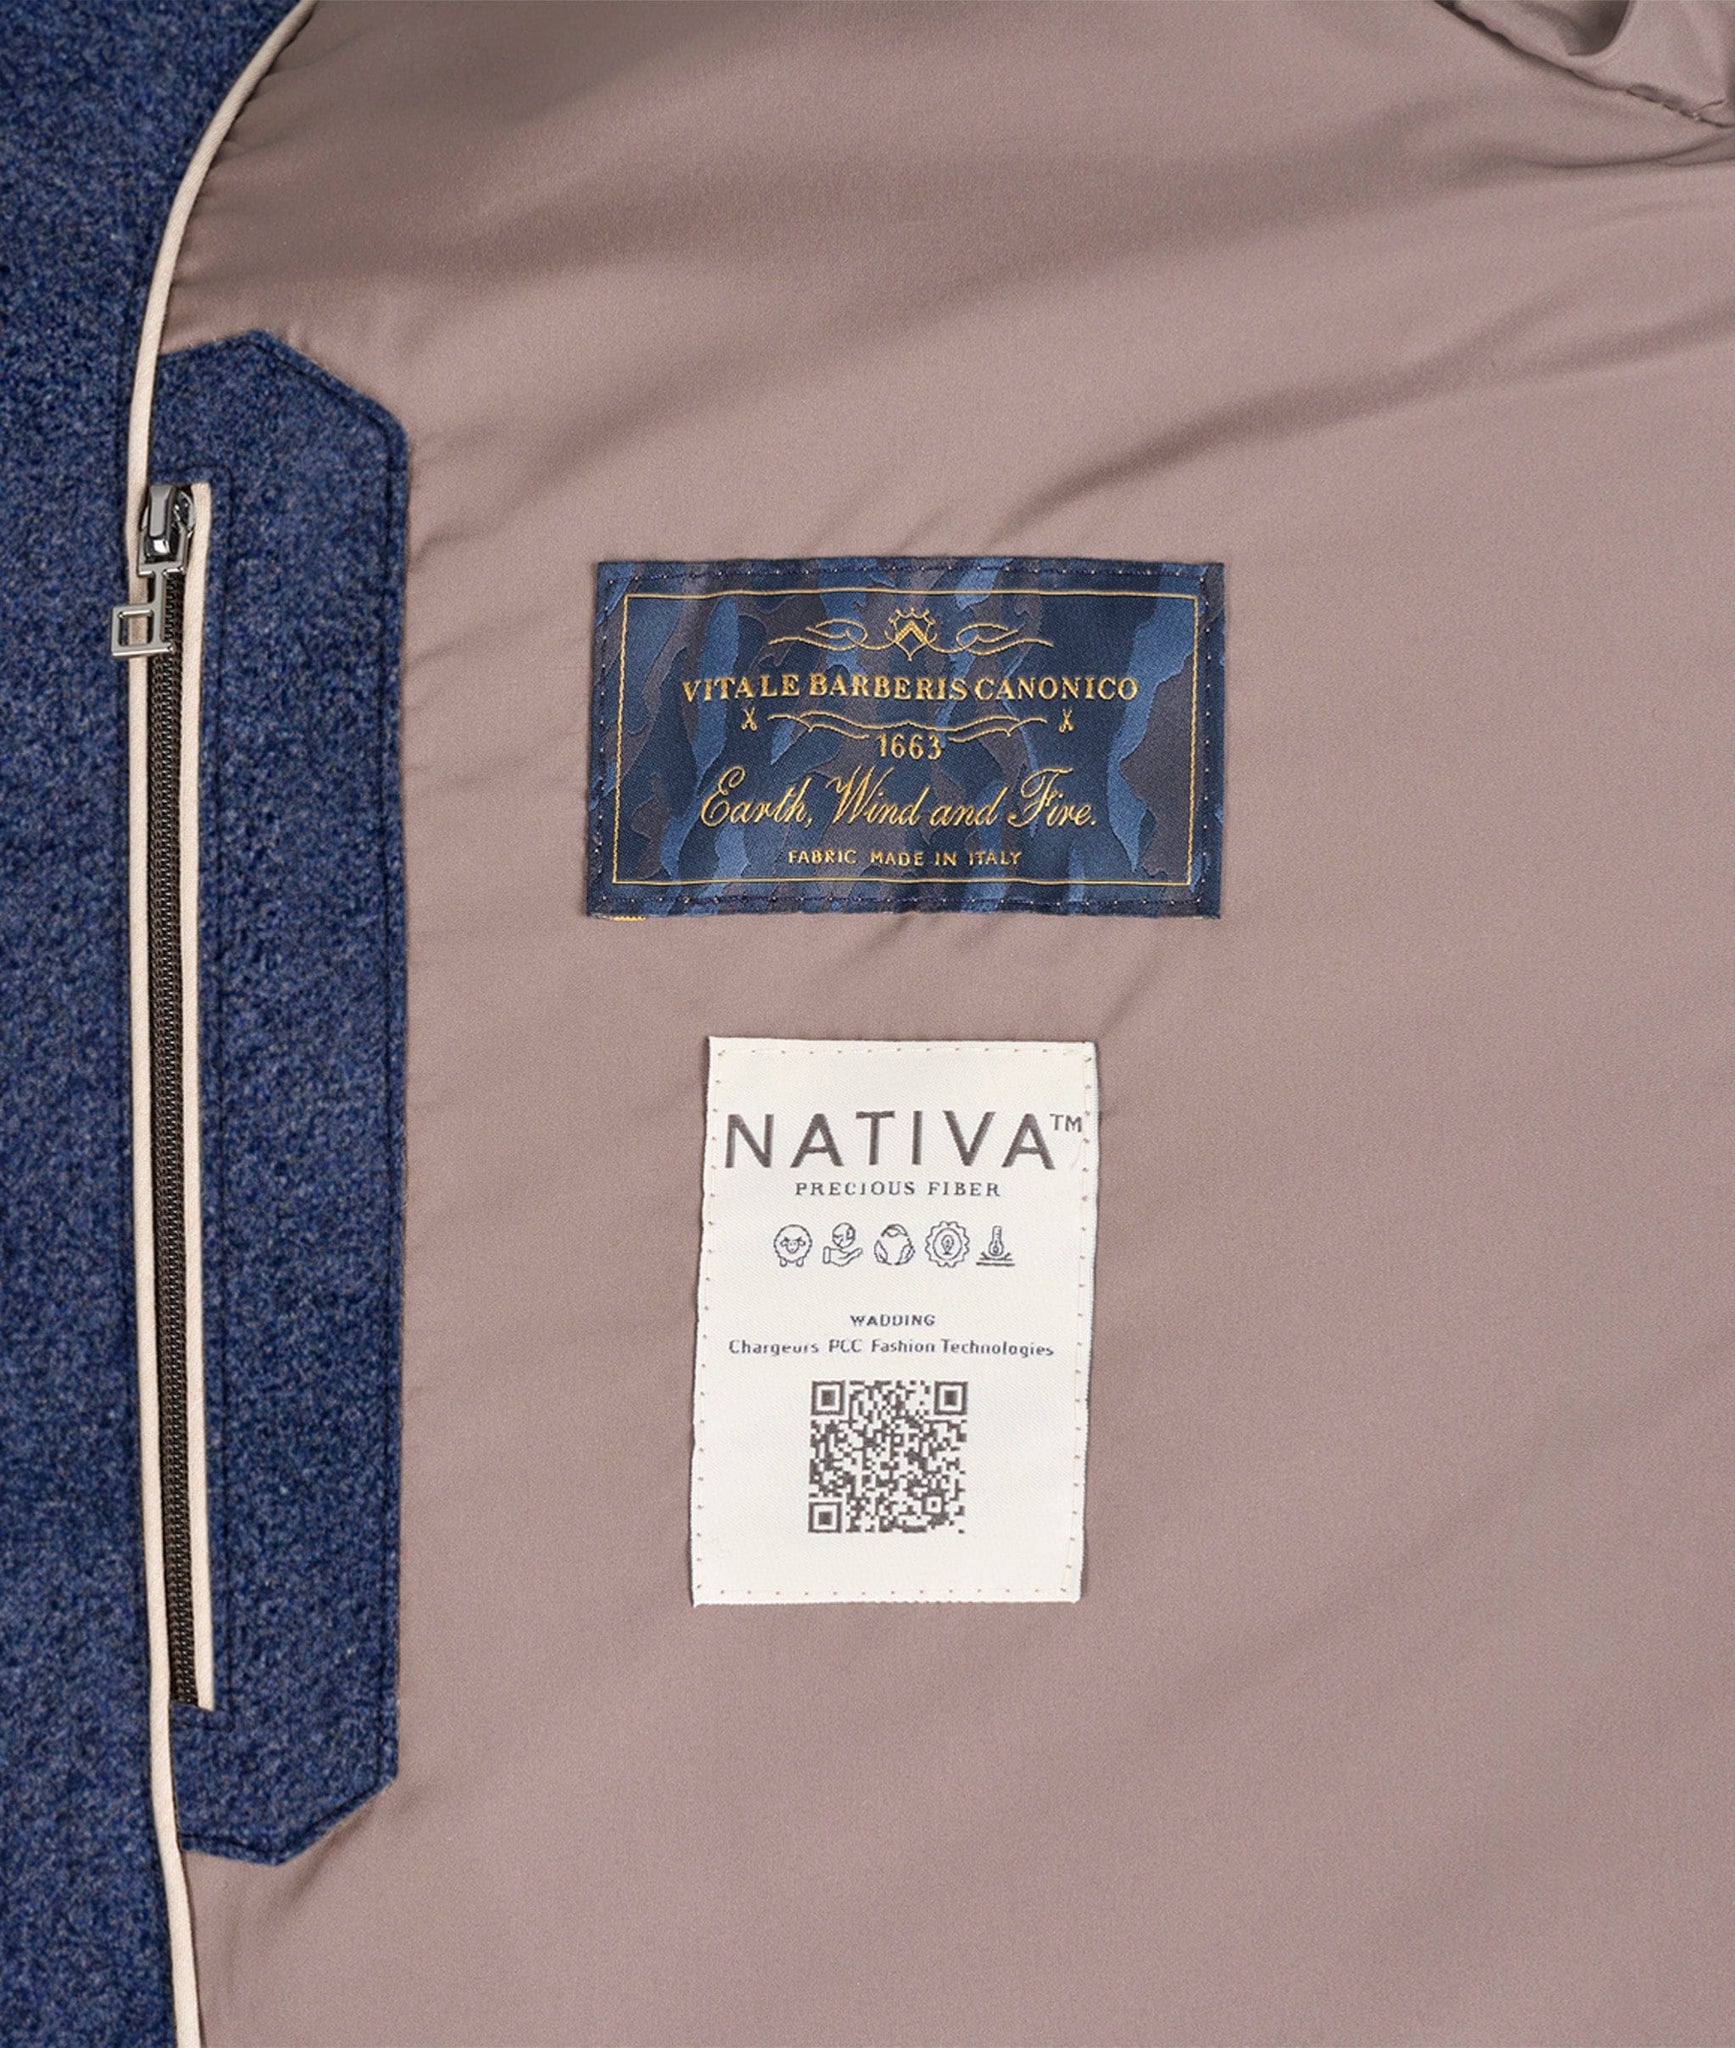 VITALE BARBERIS CANONICO
1663
Earth, Wind and Fire.
FABRIC MADE IN ITALY
NATIVA™
PRECIOUS FIBER
WADDING
Chargeurs PCC Fashion Technologies